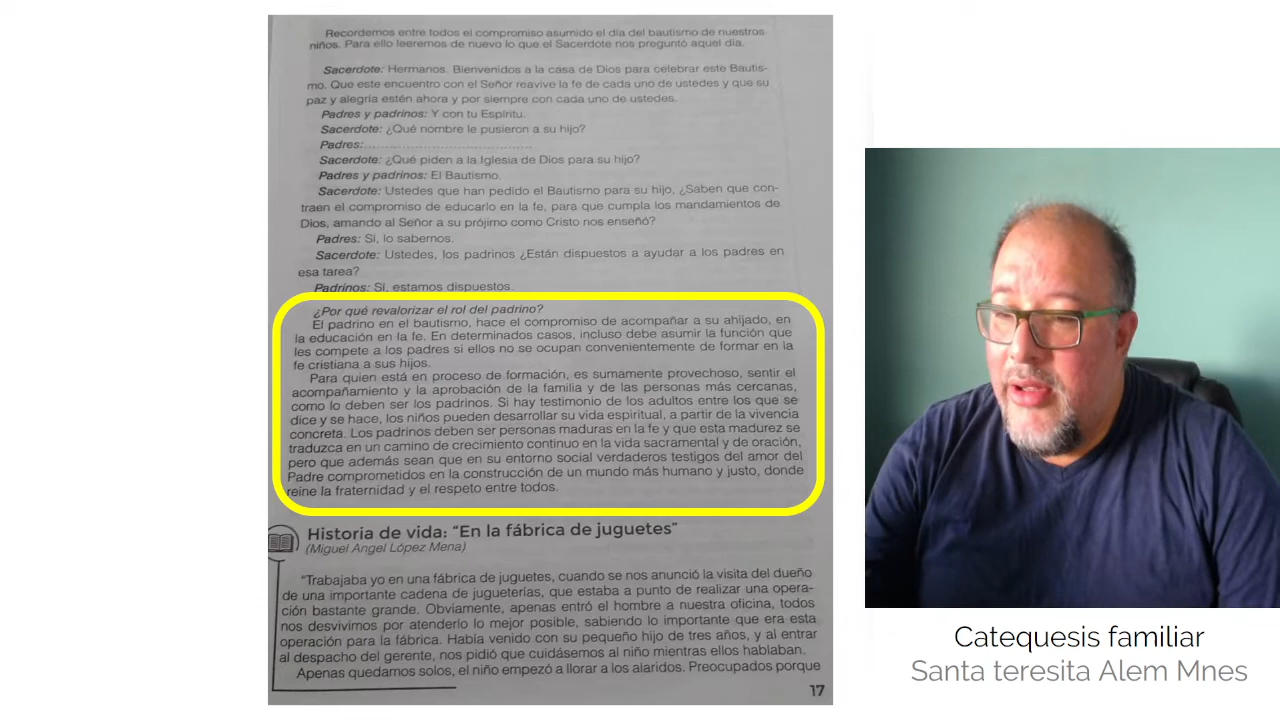 Recordemos entre todos el compromiso asumido el día del bautismo de nuestros
niños. Para ello leeremos de nuevo lo que el Sacerdote nos preguntó aquel día.
Sacerdote: Hermanos. Bienvenidos a la casa de Dios para celebrar este Bautis-
mo. Que este encuentro con el Señor reavive la fe de cada uno de ustedes y que su
paz y alegría estén ahora y por siempre con cada uno de ustedes.
Padres y padrinos: Y con tu Espíritu.
Sacerdote: ¿Qué nombre le pusieron a su hijo?
Padres:.......................................
Sacerdote: ¿Qué piden a la Iglesia de Dios para su hijo?
Padres y padrinos: El Bautismo.
Sacerdote: Ustedes que han pedido el Bautismo para su hijo, ¿Saben que con-
traen el compromiso de educarlo en la fe, para que cumpla los mandamientos de
Dios, amando al Señor a su prójimo como Cristo nos enseñó?
Padres: Sí, lo sabemos.
Sacerdote: Ustedes, los padrinos ¿Están dispuestos a ayudar a los padres en
esa tarea?
Padrinos: Sí, estamos dispuestos.
¿Por qué revalorizar el rol del padrino?
El padrino en el bautismo, hace el compromiso de acompañar a su ahijado, en
la educación en la fe. En determinados casos, incluso debe asumir la función que
les compete a los padres si ellos no se ocupan convenientemente de formar en la
fe cristiana a sus hijos.
Para quien está en proceso de formación, es sumamente provechoso, sentir el
acompañamiento y la aprobación de la familia y de las personas más cercanas,
como lo deben ser los padrinos. Si hay testimonio de los adultos entre los que se
dice y se hace, los niños pueden desarrollar su vida espiritual, a partir de la vivencia
concreta. Los padrinos deben ser personas maduras en la fe y que esta madurez se
traduzca en un camino de crecimiento continuo en la vida sacramental y de oración,
pero que además sean que en su entorno social verdaderos testigos del amor del
Padre comprometidos en la construcción de un mundo más humano y justo, donde
reine la fraternidad y el respeto entre todos.
Historia de vida: “En la fábrica de juguetes”
(Miguel Angel López Mena)
“Trabajaba yo en una fábrica de juguetes, cuando se nos anunció la visita del dueño
de una importante cadena de jugueterías, que estaba a punto de realizar una opera-
ción bastante grande. Obviamente, apenas entró el hombre a nuestra oficina, todos
nos desvivimos por atenderlo lo mejor posible, sabiendo lo importante que era esta
operación para la fábrica. Había venido con su pequeño hijo de tres años, y al entrar
al despacho del gerente, nos pidió que cuidásemos al niño mientras ellos hablaban.
Apenas quedamos solos, el niño empezó a llorar a los alaridos. Preocupados porque
17
Catequesis familiar
Santa teresita Alem Mnes